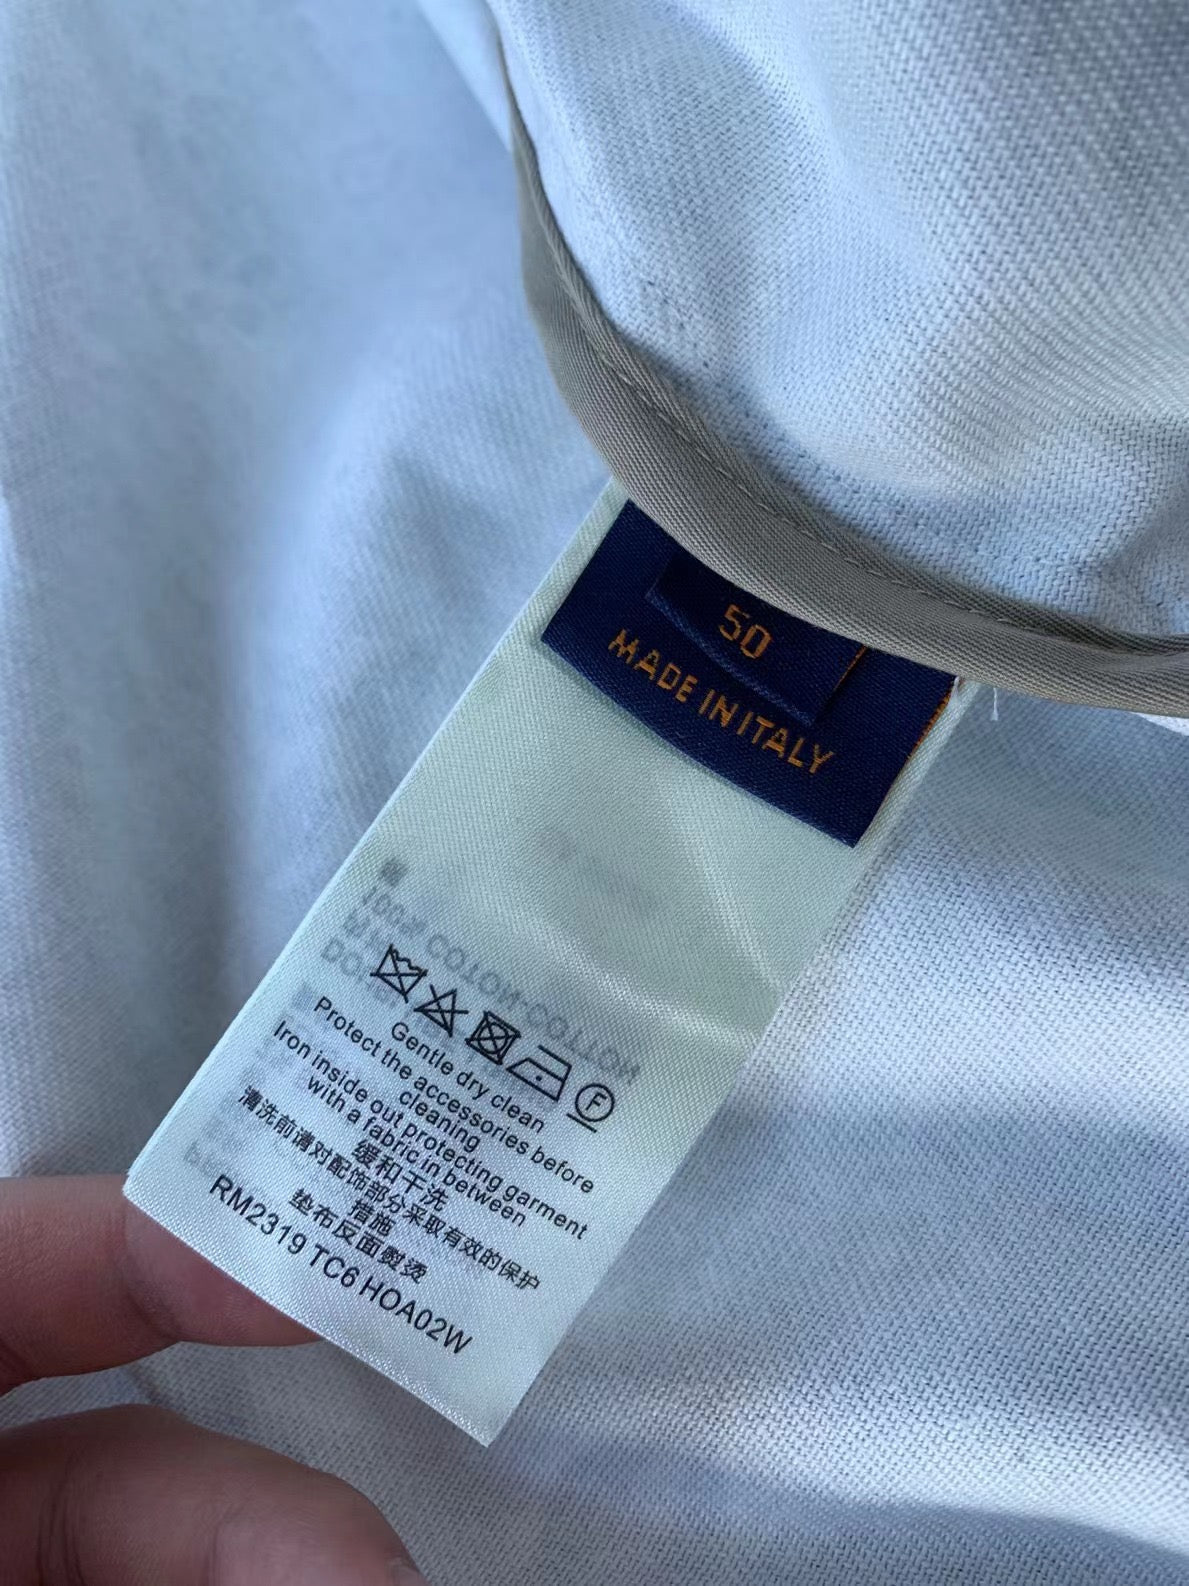 50
MADE IN ITALY
100% COTTON-COTTON
F
Gentle dry clean
Protect the accessories before
cleaning
Iron inside out protecting garment
with a fabric in between
缓和干洗
清洗前请对配饰部分采取有效的保护
措施
垫布反面熨烫
RM2319 TC6 HOA02W